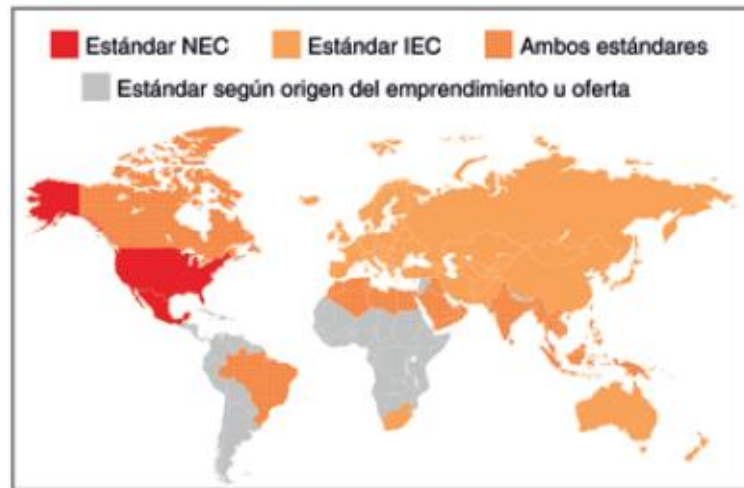 Estándar NEC Estándar IEC Ambos estándares
Estándar según origen del emprendimiento u oferta